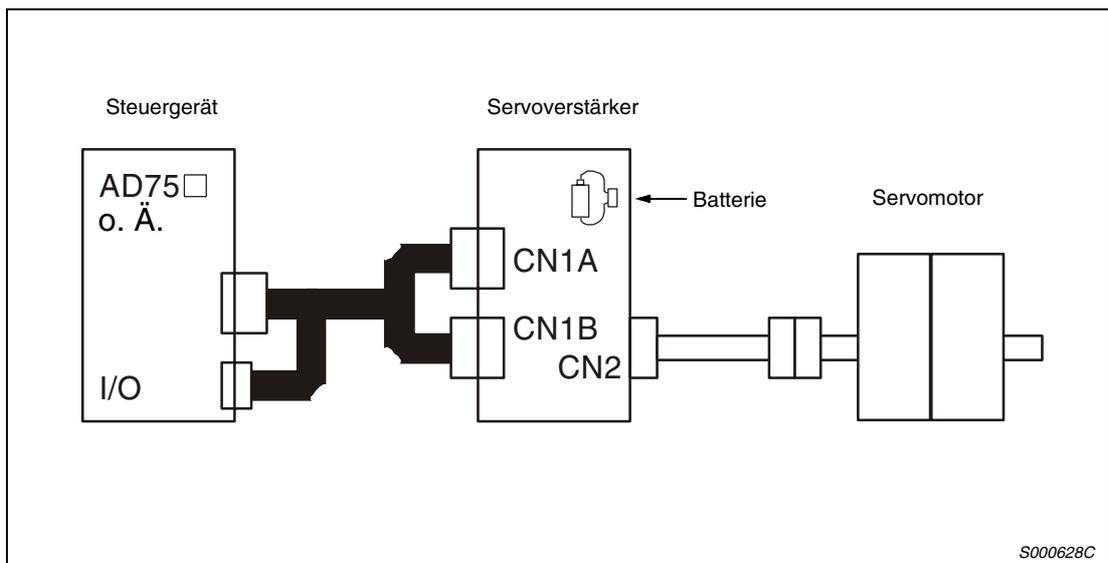 Steuergerät
Servoverstärker
AD75□
o. Ä.
Batterie
Servomotor
CN1A
CN1B
CN2
I/O
S000628C